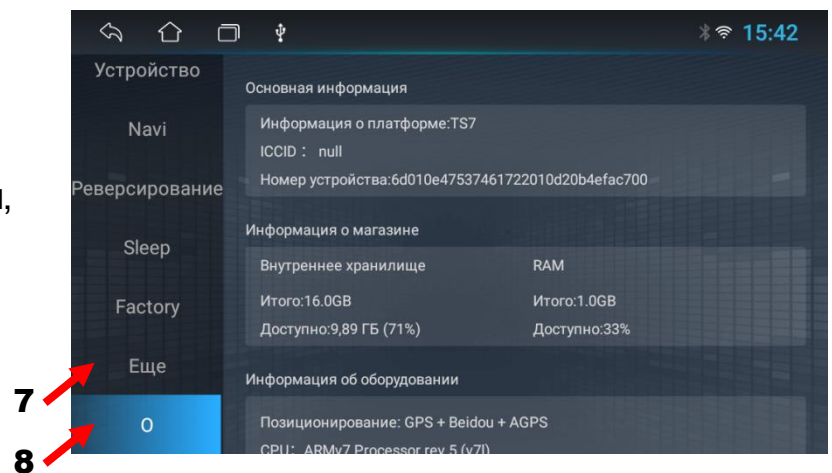 15:42
Устройство
Navi
Реверсирование
Sleep
Factory
Еще
О
7
8
Основная информация
Информация о платформе:TS7
ICCID : null
Номер устройства:6d010e47537461722010d20b4efac700
Информация о магазине
Внутреннее хранилище RAM
Итого:16.0GB Итого:1.0GB
Доступно:9,89 ГБ (71%) Доступно:33%
Информация об оборудовании
Позиционирование: GPS + Beidou + AGPS
CPU: ARMv7 Processor rev 5 (v7l)